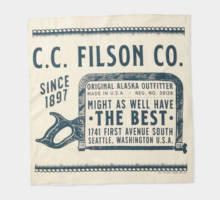 C.C. FILSON CO.
SINCE
1897
ORIGINAL ALASKA OUTFITTER
MADE IN U.S.A. / REG. NO. 28128
MIGHT AS WELL HAVE
· THE BEST ·
1741 FIRST AVENUE SOUTH
SEATTLE, WASHINGTON U.S.A.